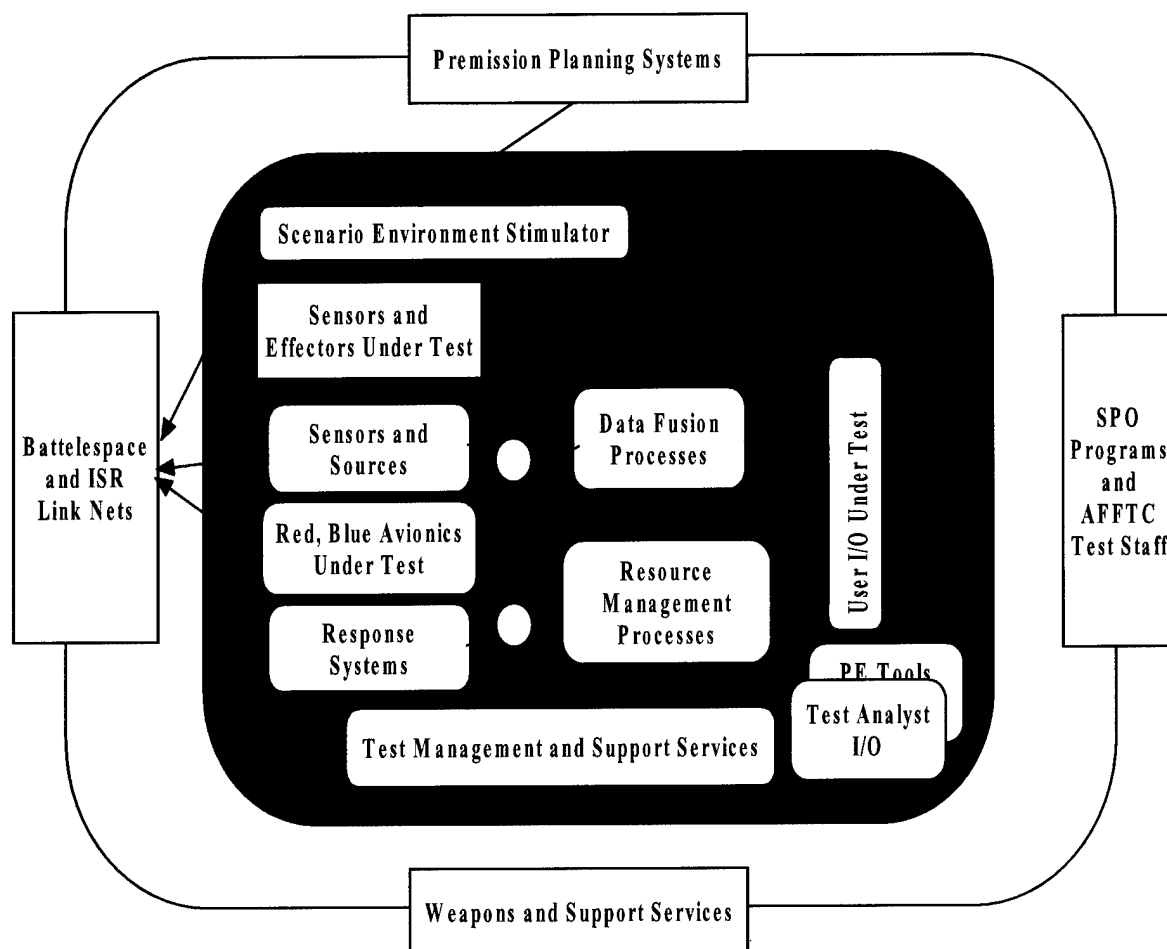 Premission Planning Systems
Scenario Environment Stimulator
Sensors and
Effectors Under Test
Sensors and
Sources
Data Fusion
Processes
Battelespace
and ISR
Link Nets
Red, Blue Avionics
Under Test
Resource
Management
Processes
Response
Systems
User I/O Under Test
SPO
Programs
and
AFFTC
Test Staff
PE Tools
Test Analyst
I/O
Test Management and Support Services
Weapons and Support Services